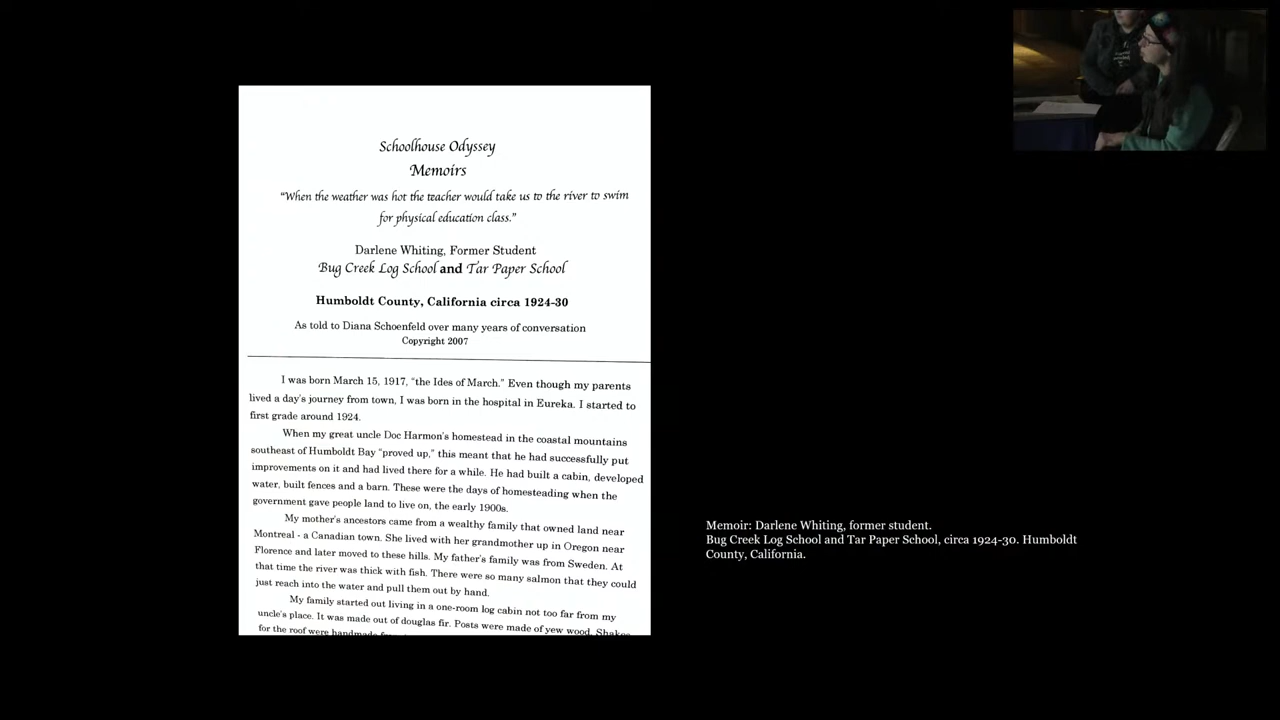 Schoolhouse Odyssey
Memoirs
"When the weather was hot the teacher would take us to the river to swim
for physical education class."
Darlene Whiting, Former Student
Bug Creek Log School and Tar Paper School
Humboldt County, California circa 1924-30
As told to Diana Schoenfeld over many years of conversation
Copyright 2007
I was born March 15, 1917, "the Ides of March." Even though my parents
lived a day's journey from town, I was born in the hospital in Eureka. I started to
first grade around 1924.
When my great uncle Doc Harmon's homestead in the coastal mountains
southeast of Humboldt Bay "proved up," this meant that he had successfully put
improvements on it and had lived there for a while. He had built a cabin, developed
water, built fences and a barn. These were the days of homesteading when the
government gave people land to live on, the early 1900s.
My mother's ancestors came from a wealthy family that owned land near
Montreal - a Canadian town. She lived with her grandmother up in Oregon near
Florence and later moved to these hills. My father's family was from Sweden. At
that time the river was thick with fish. There were so many salmon that they could
just reach into the water and pull them out by hand.
My family started out living in a one-room log cabin not too far from my
uncle's place. It was made out of douglas fir. Posts were made of yew wood. Shakes
for the roof were handmade
Memoir: Darlene Whiting, former student.
Bug Creek Log School and Tar Paper School, circa 1924-30. Humboldt
County, California.